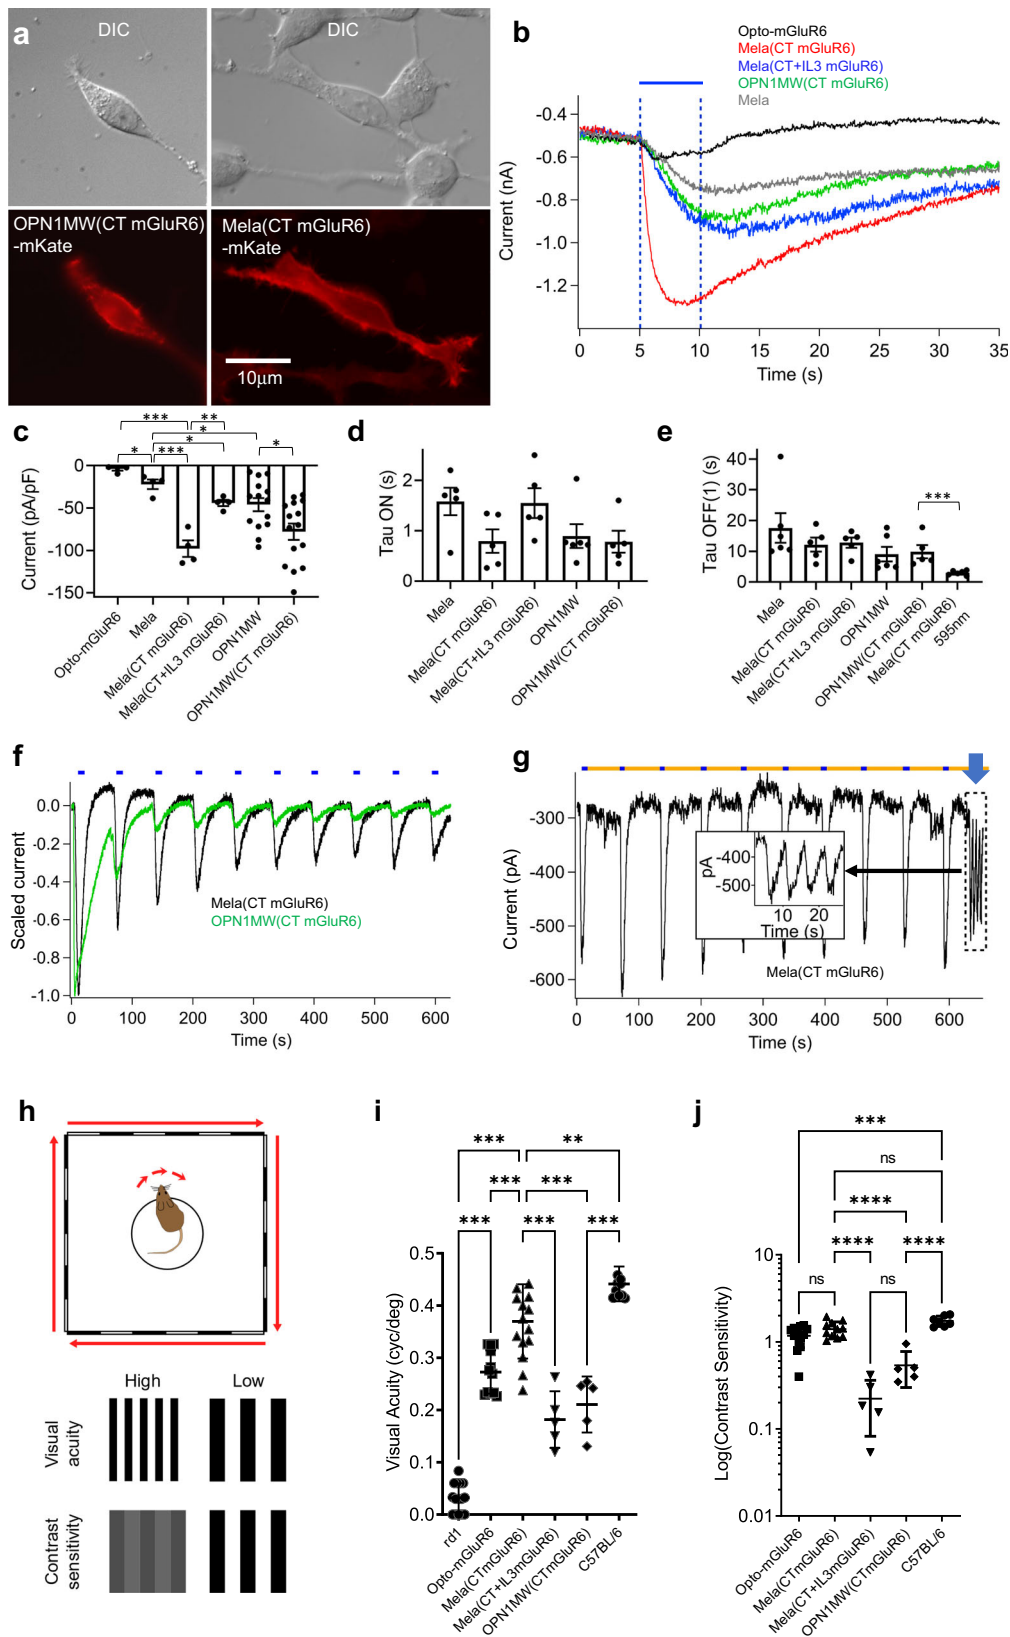 a
DIC
DIC
OPN1MW(CT mGluR6)
-mKate
Mela(CT mGluR6)
-mKate
10μm
b
Opto-mGluR6
Mela(CT mGluR6)
Mela(CT+IL3 mGluR6)
OPN1MW(CT mGluR6)
Mela
Current (nA)
-0.4
-0.6
-0.8
-1.0
-1.2
0 5 10 15 20 25 30 35
Time (s)
c
*** **
*
*
* *** *
Current (pA/pF)
0
-50
-100
-150
Opto-mGluR6
Mela
Mela(CT mGluR6)
Mela(CT+IL3 mGluR6)
OPN1MW
OPN1MW(CT mGluR6)
d
Tau ON (s)
2
1
0
Mela
Mela(CT mGluR6)
Mela(CT+IL3 mGluR6)
OPN1MW
OPN1MW(CT mGluR6)
e
Tau OFF(1) (s)
40
30
20
10
0
***
Mela
Mela(CT mGluR6)
Mela(CT+IL3 mGluR6)
OPN1MW
OPN1MW(CT mGluR6)
Mela(CT mGluR6)
595nm
f
Scaled current
0.0
-0.2
-0.4
-0.6
-0.8
-1.0
Mela(CT mGluR6)
OPN1MW(CT mGluR6)
0 100 200 300 400 500 600
Time (s)
g
Current (pA)
-300
-400
-500
-600
pA
-400
-500
10 20
Time (s)
Mela(CT mGluR6)
0 100 200 300 400 500 600
Time (s)
h
High Low
Visual
acuity
Contrast
sensitivity
i
*** **
*** ***
*** *** ***
Visual Acuity (cyc/deg)
0.5
0.4
0.3
0.2
0.1
0.0
rd1
Opto-mGluR6
Mela(CTmGluR6)
Mela(CT+IL3mGluR6)
OPN1MW(CTmGluR6)
C57BL/6
j
***
ns
****
**** ****
ns ns
Log(Contrast Sensitivity)
10
1
0.1
0.01
Opto-mGluR6
Mela(CTmGluR6)
Mela(CT+IL3mGluR6)
OPN1MW(CTmGluR6)
C57BL/6